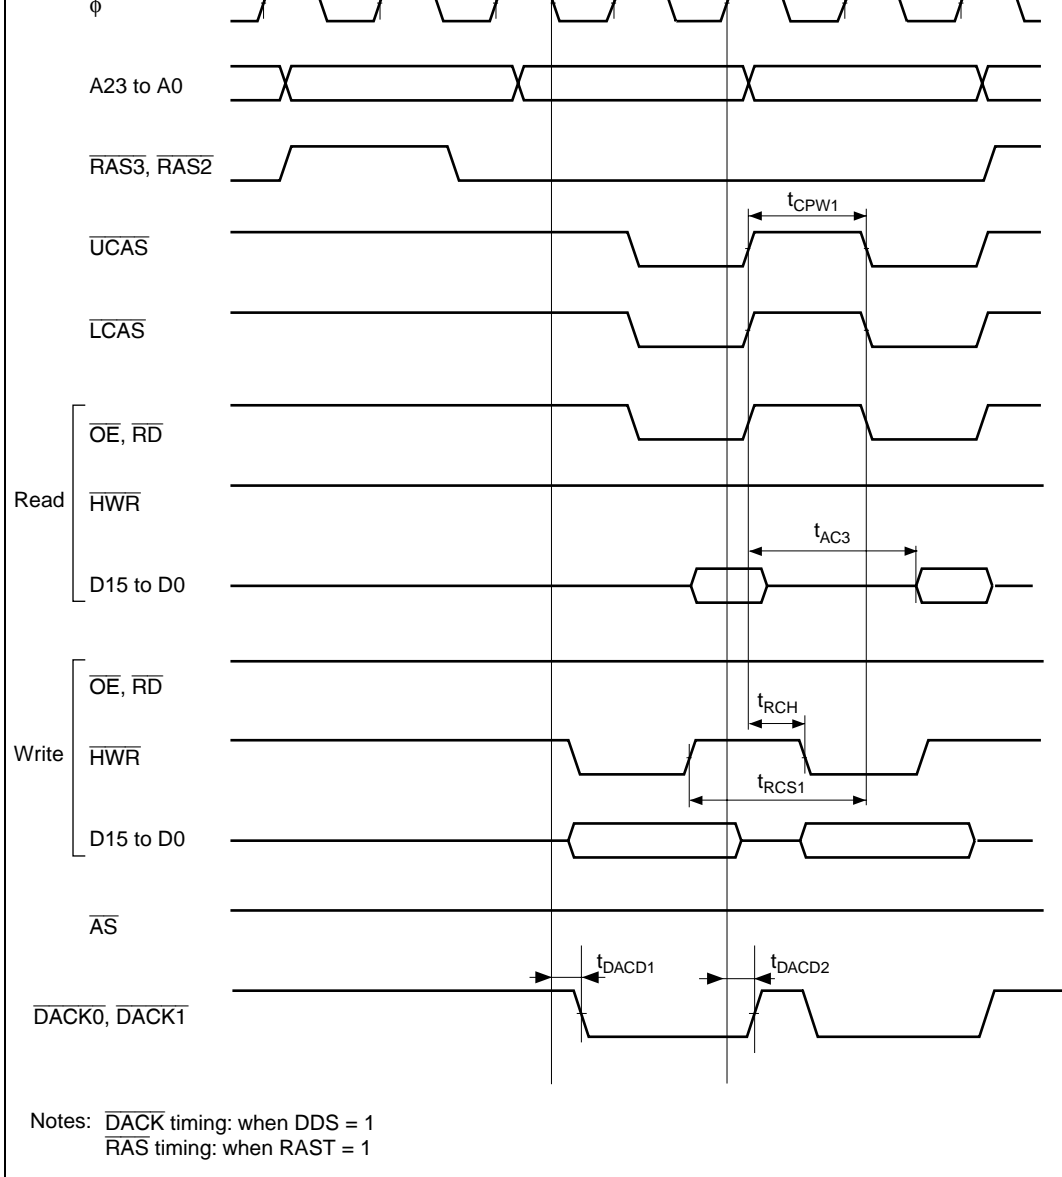 φ
A23 to A0
RAS3, RAS2
tCPW1
UCAS
LCAS
OE, RD
Read
HWR
tAC3
D15 to D0
OE, RD
tRCH
Write
HWR
tRCS1
D15 to D0
AS
tDACD1
tDACD2
DACK0, DACK1
Notes: DACK timing: when DDS = 1
RAS timing: when RAST = 1